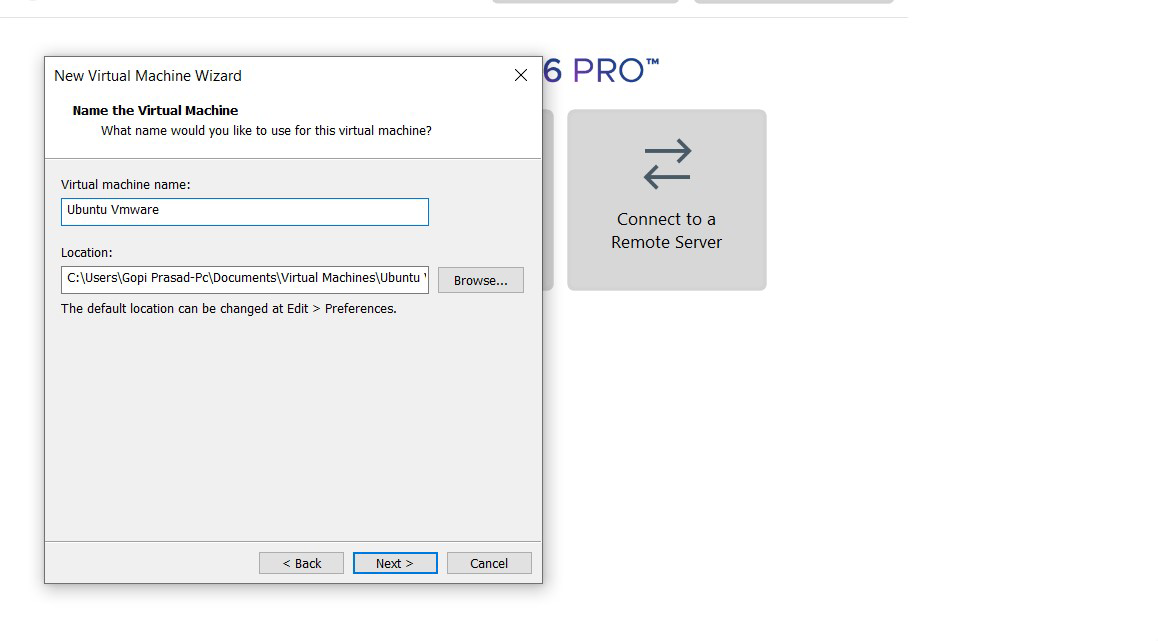 6 PRO™
New Virtual Machine Wizard
Name the Virtual Machine
What name would you like to use for this virtual machine?
Virtual machine name:
Ubuntu Vmware
Location:
C:\Users\Gopi Prasad-Pc\Documents\Virtual Machines\Ubuntu
Browse...
The default location can be changed at Edit > Preferences.
< Back
Next >
Cancel
Connect to a
Remote Server